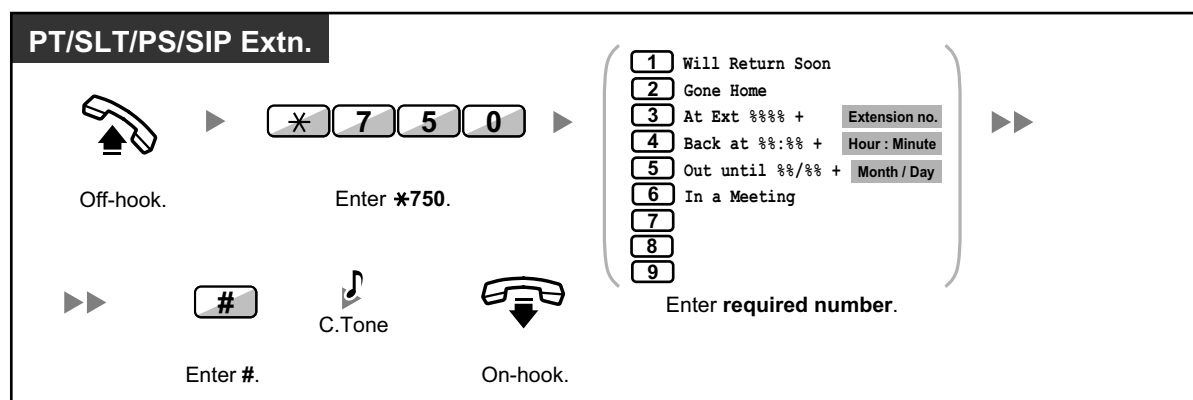 PT/SLT/PS/SIP Extn.
Off-hook.
* 7 5 0
Enter *750.
1 Will Return Soon
2 Gone Home
3 At Ext %%%% + Extension no.
4 Back at %%:%% + Hour : Minute
5 Out until %%/%% + Month / Day
6 In a Meeting
7
8
9
Enter required number.
#
Enter #.
C.Tone
On-hook.